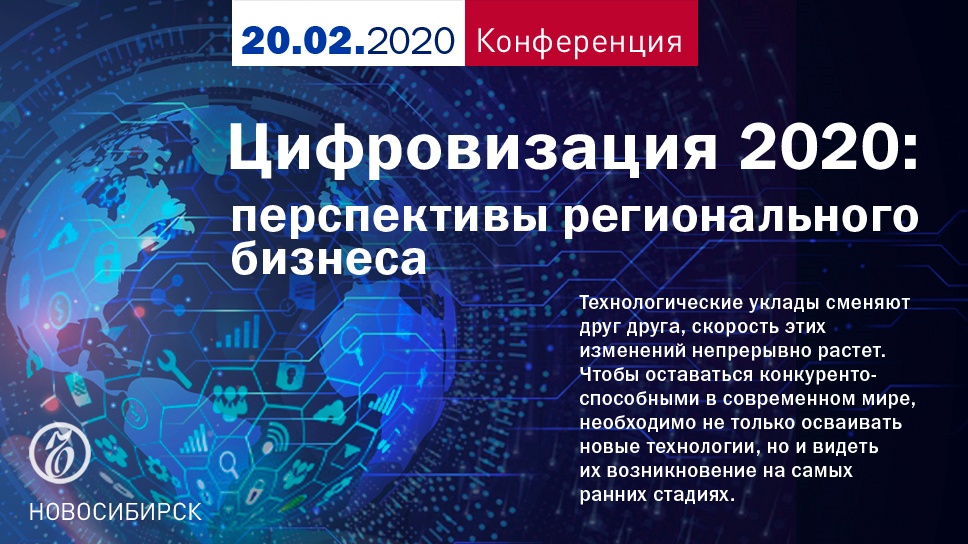 20.02.2020 Конференция
Цифровизация 2020:
перспективы регионального
бизнеса
Технологические уклады сменяют
друг друга, скорость этих
изменений непрерывно растет.
Чтобы оставаться конкуренто-
способными в современном мире,
необходимо не только осваивать
новые технологии, но и видеть
их возникновение на самых
ранних стадиях.
Ъ
НОВОСИБИРСК